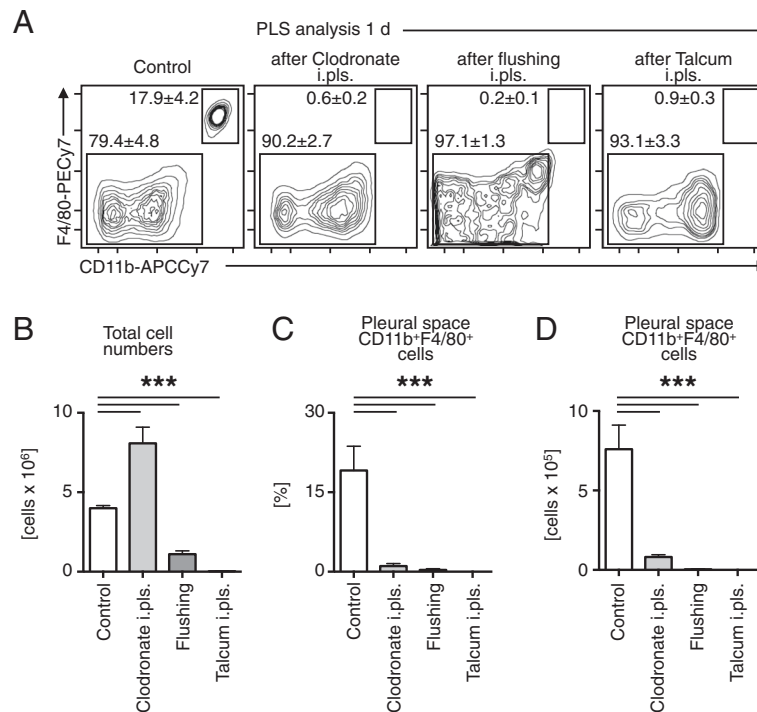 A
PLS analysis 1 d
Control
after Clodronate
i.pls.
after flushing
i.pls.
after Talcum
i.pls.
17.9±4.2
0.6±0.2
0.2±0.1
0.9±0.3
79.4±4.8
90.2±2.7
97.1±1.3
93.1±3.3
F4/80-PECy7
CD11b-APCCy7
B
Total cell
numbers
***
[cells x 10⁶]
10
5
0
Control
Clodronate i.pls.
Flushing
Talcum i.pls.
C
Pleural space
CD11b⁺F4/80⁺
cells
***
[%]
30
15
0
Control
Clodronate i.pls.
Flushing
Talcum i.pls.
D
Pleural space
CD11b⁺F4/80⁺
cells
***
[cells x 10⁵]
10
5
0
Control
Clodronate i.pls.
Flushing
Talcum i.pls.